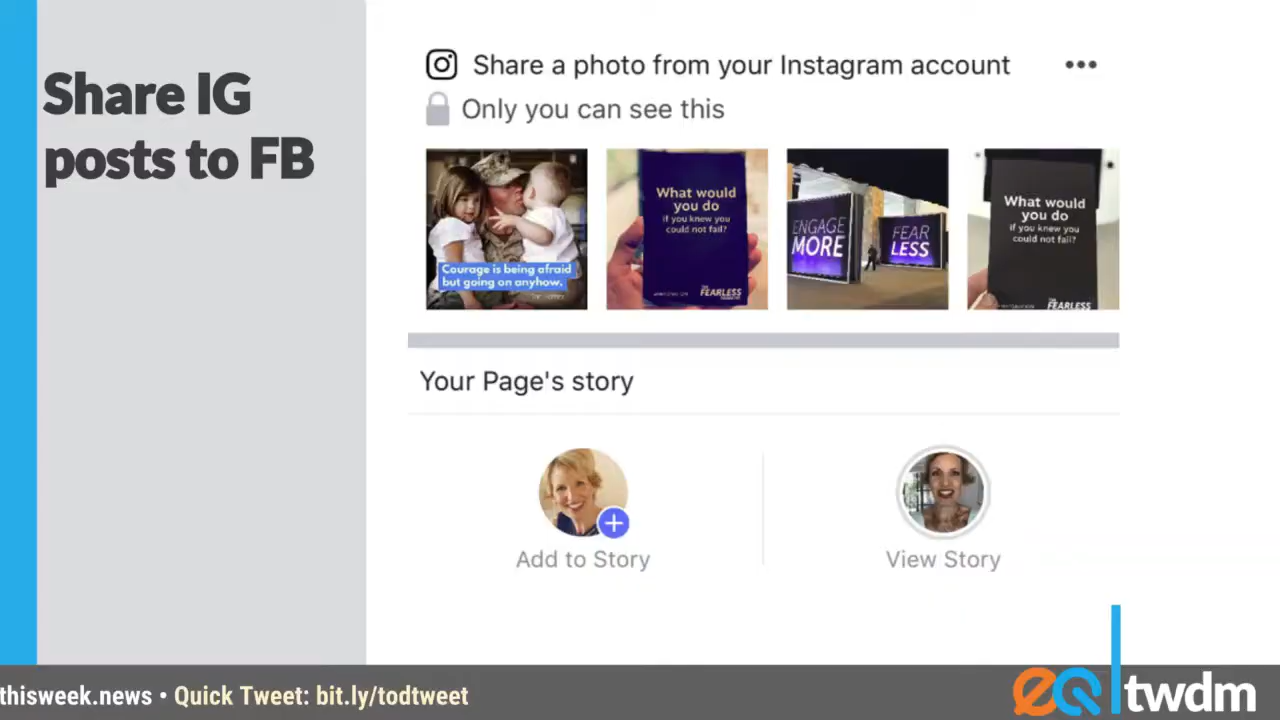 Share IG
posts to FB
Share a photo from your Instagram account
Only you can see this
Courage is being afraid
but going on anyhow.
What would
you do
if you knew you
could not fail?
THE
FEARLESS
ENGAGE
MORE
FEAR
LESS
What would
you do
if you knew you
could not fail?
THE
FEARLESS
Your Page's story
Add to Story
View Story
thisweek.news • Quick Tweet: bit.ly/todtweet
eq twdm